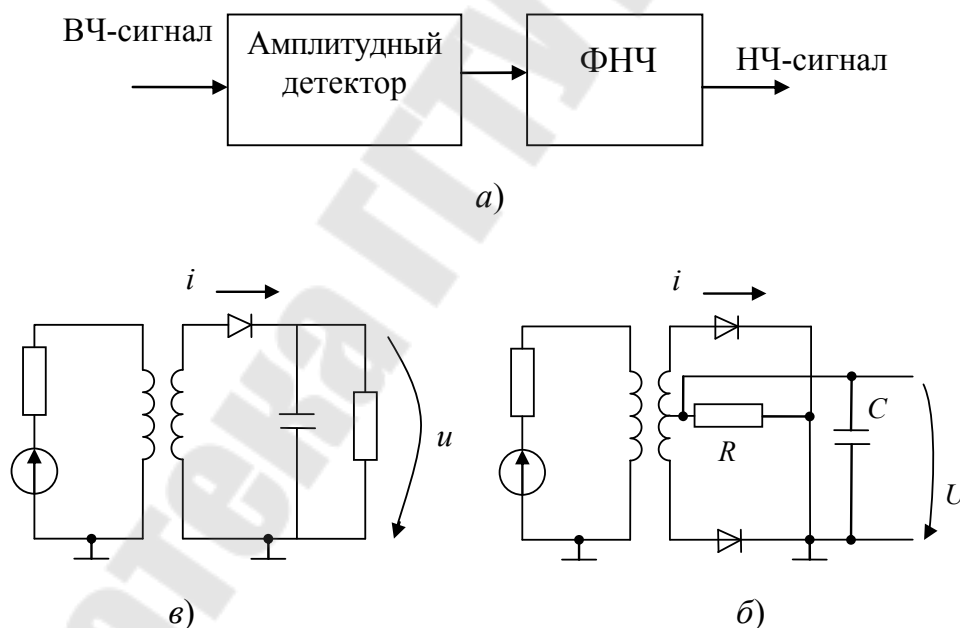 ВЧ-сигнал
Амплитудный
детектор
ФНЧ
НЧ-сигнал
а)
i
u
в)
i
R
C
U
б)